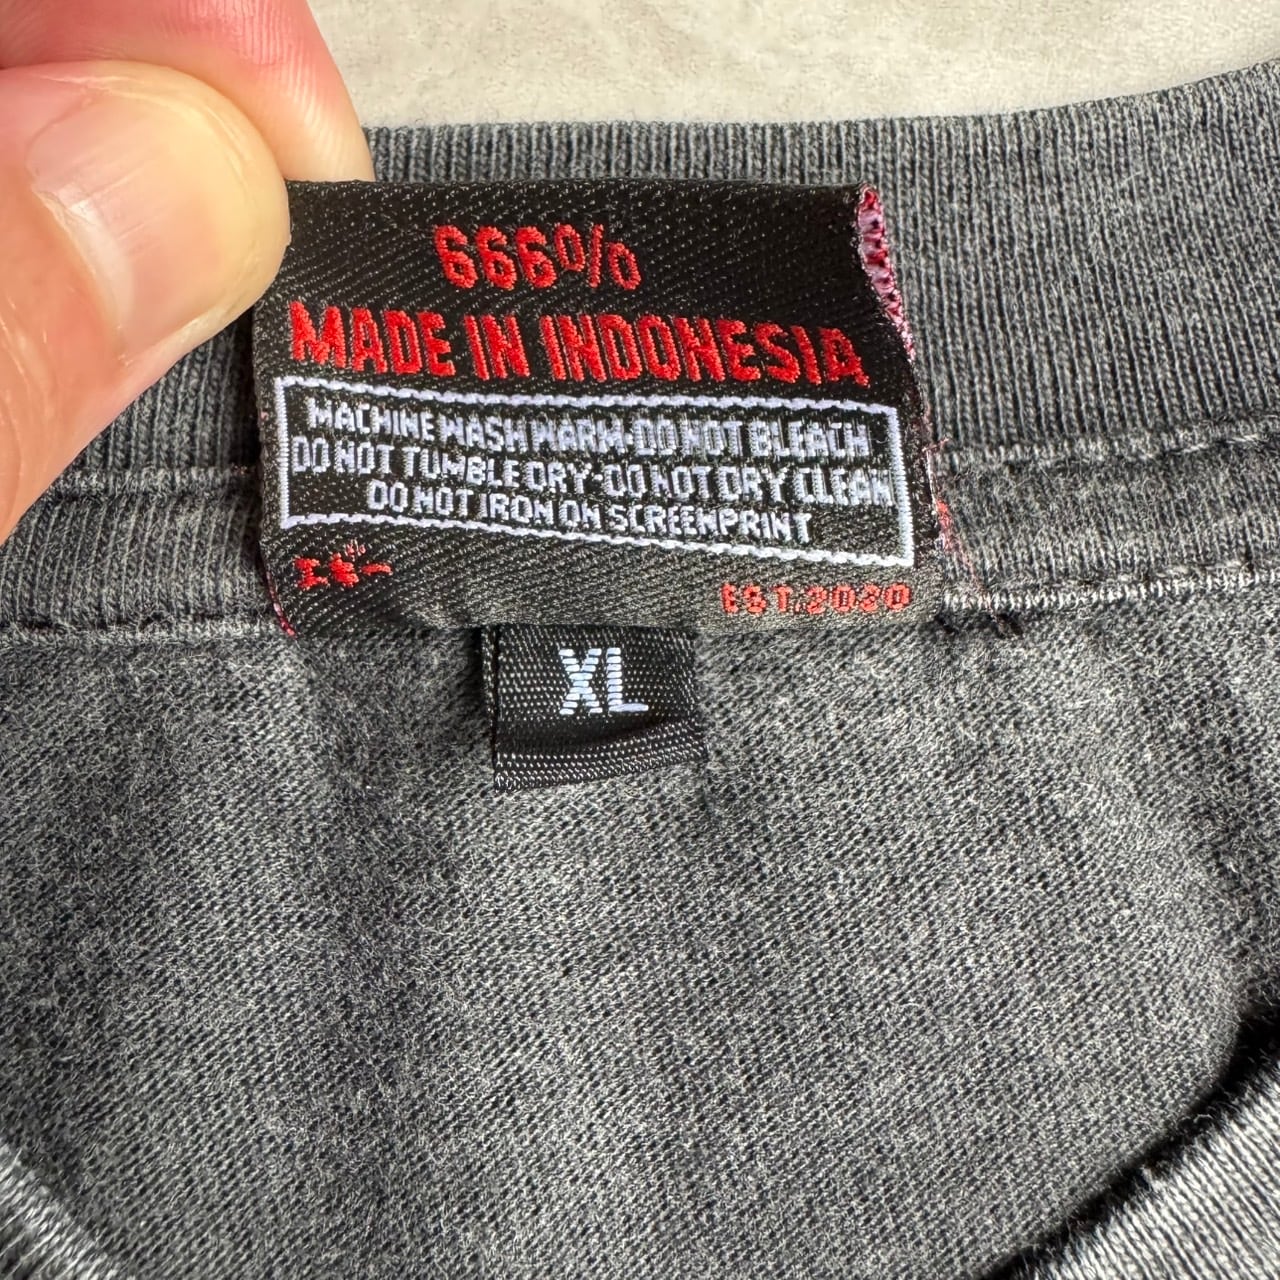 666%
MADE IN INDONESIA
MACHINE WASH WARM-DO NOT BLEACH
DO NOT TUMBLE DRY-DO NOT DRY CLEAN
DO NOT IRON ON SCREENPRINT
EST.2020
XL